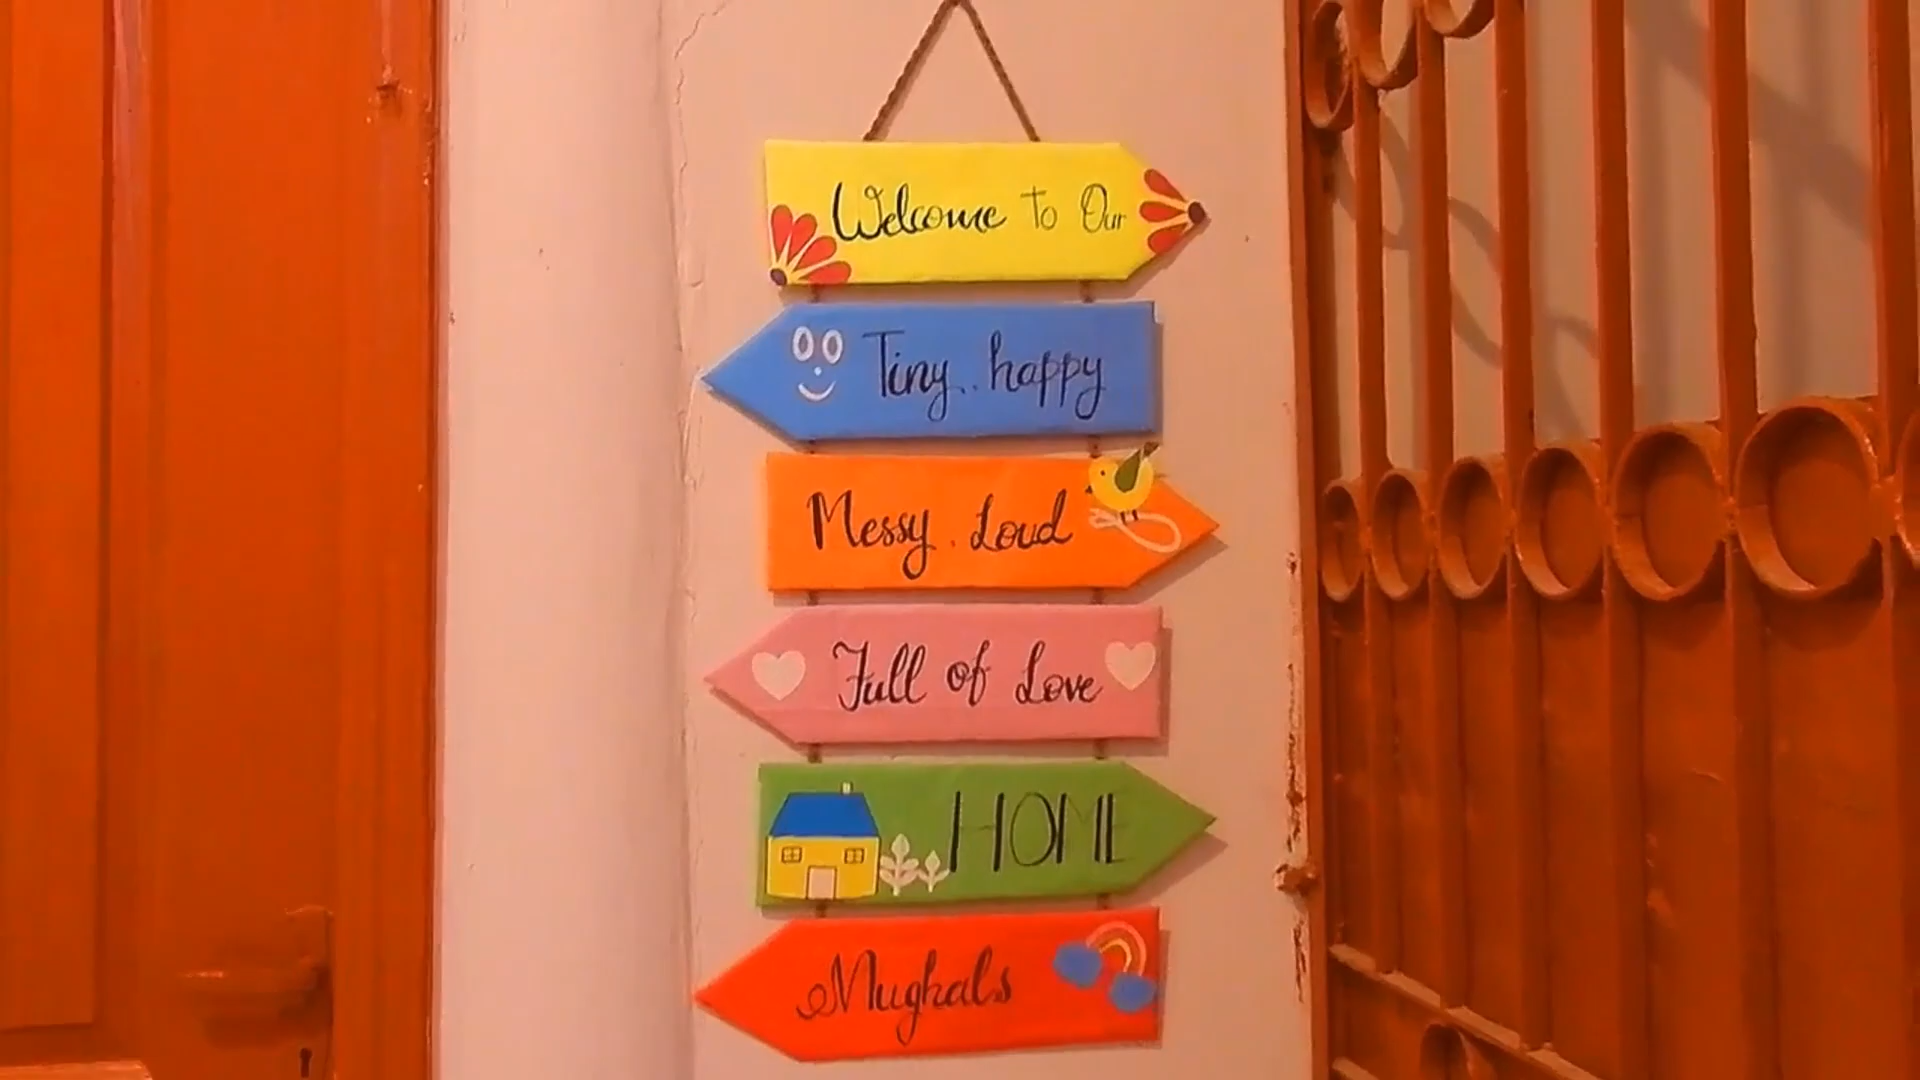 Welcome To Our
Tiny.. happy
Messy. Loud
Full of Love
HOME
Mughals